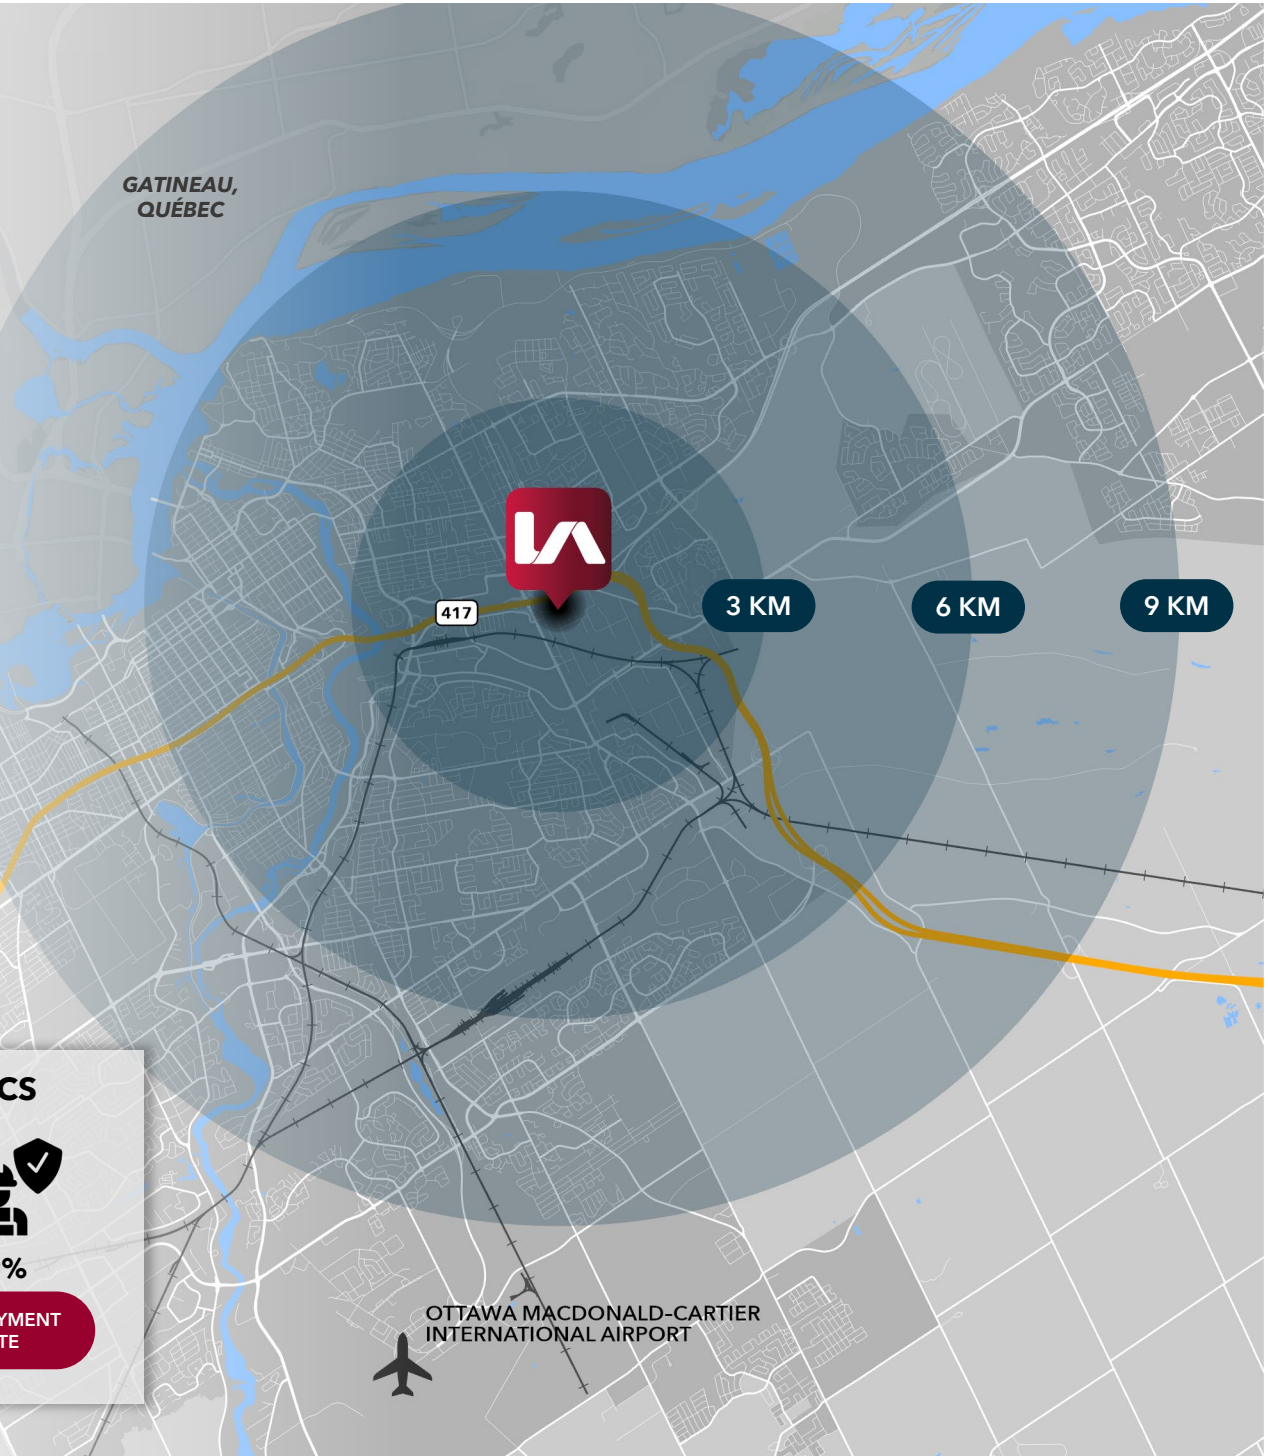 GATINEAU,
QUÉBEC
417
3 KM
6 KM
9 KM
CS
%
YMENT
TE
OTTAWA MACDONALD-CARTIER
INTERNATIONAL AIRPORT